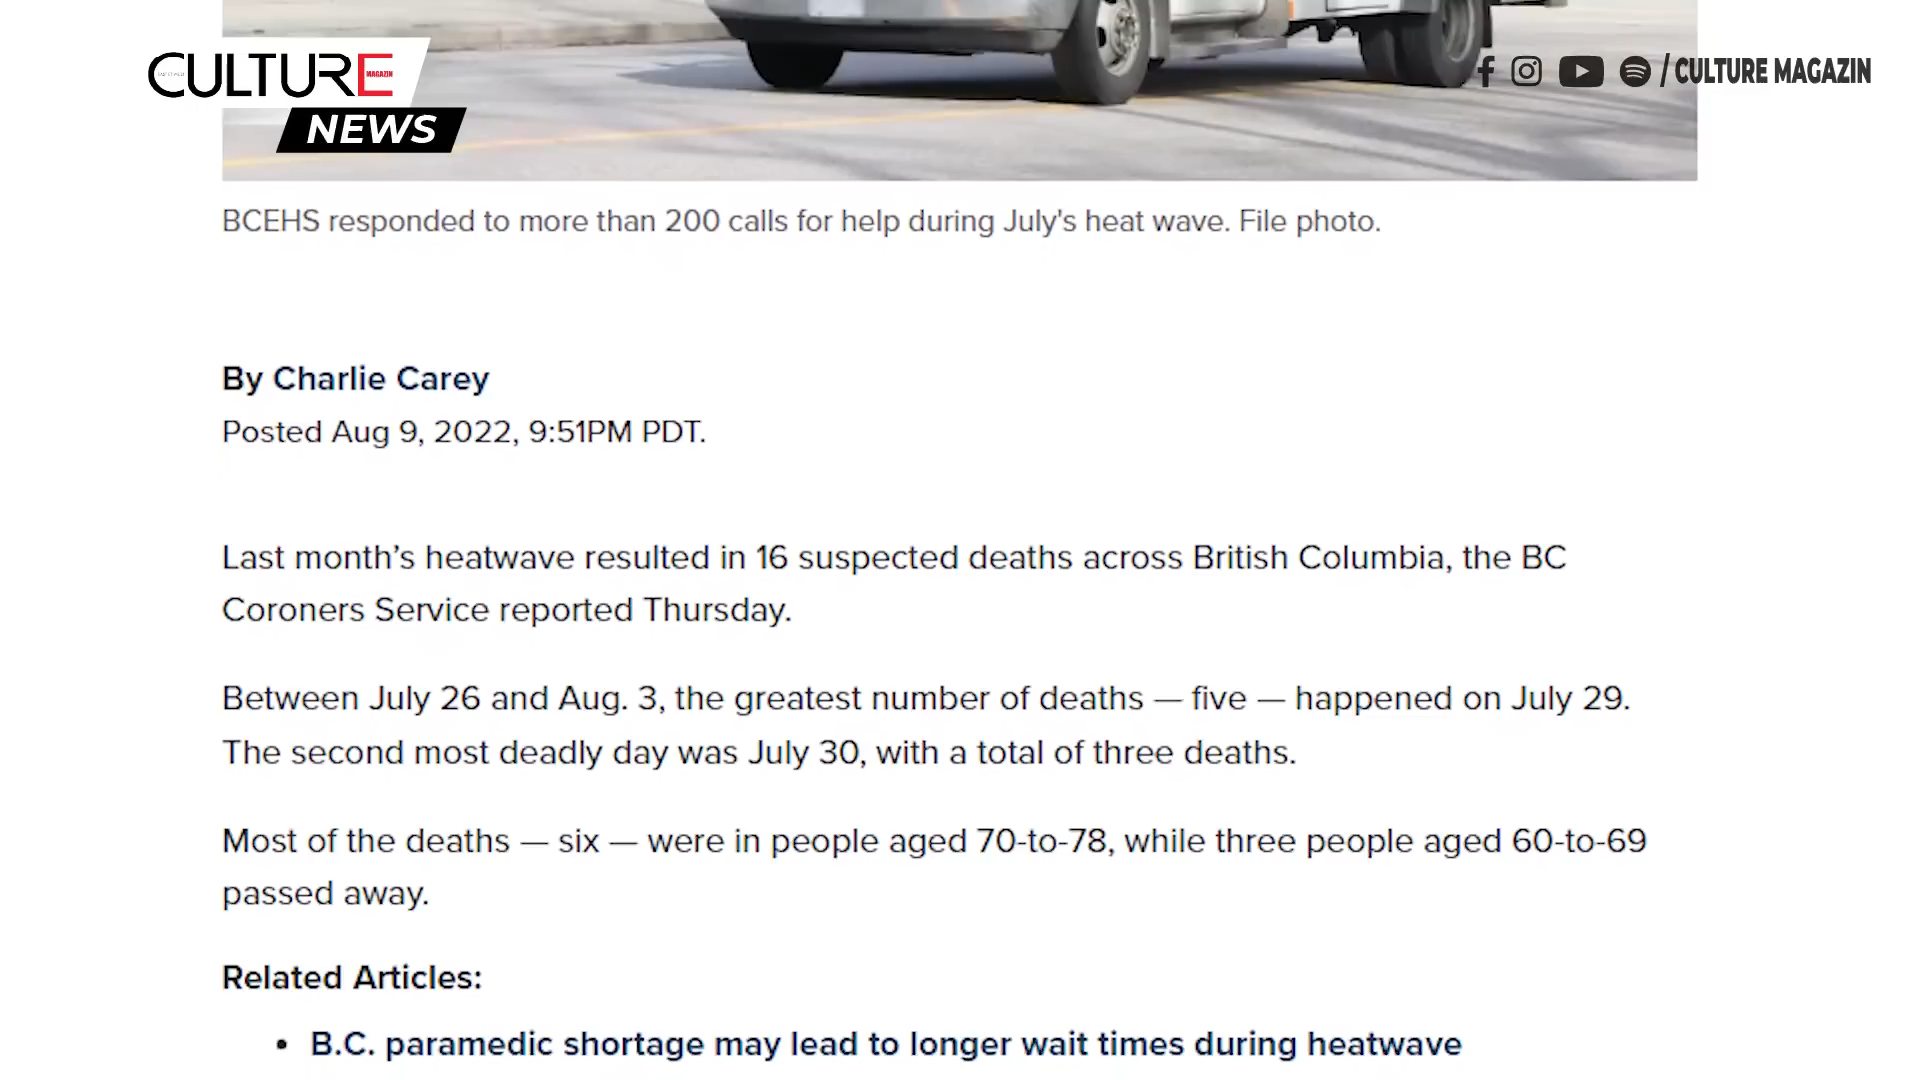 CULTURE
MAGAZIN
NEWS
/ CULTURE MAGAZIN
BCEHS responded to more than 200 calls for help during July's heat wave. File photo.
By Charlie Carey
Posted Aug 9, 2022, 9:51PM PDT.
Last month’s heatwave resulted in 16 suspected deaths across British Columbia, the BC
Coroners Service reported Thursday.
Between July 26 and Aug. 3, the greatest number of deaths — five — happened on July 29.
The second most deadly day was July 30, with a total of three deaths.
Most of the deaths — six — were in people aged 70-to-78, while three people aged 60-to-69
passed away.
Related Articles:
• B.C. paramedic shortage may lead to longer wait times during heatwave